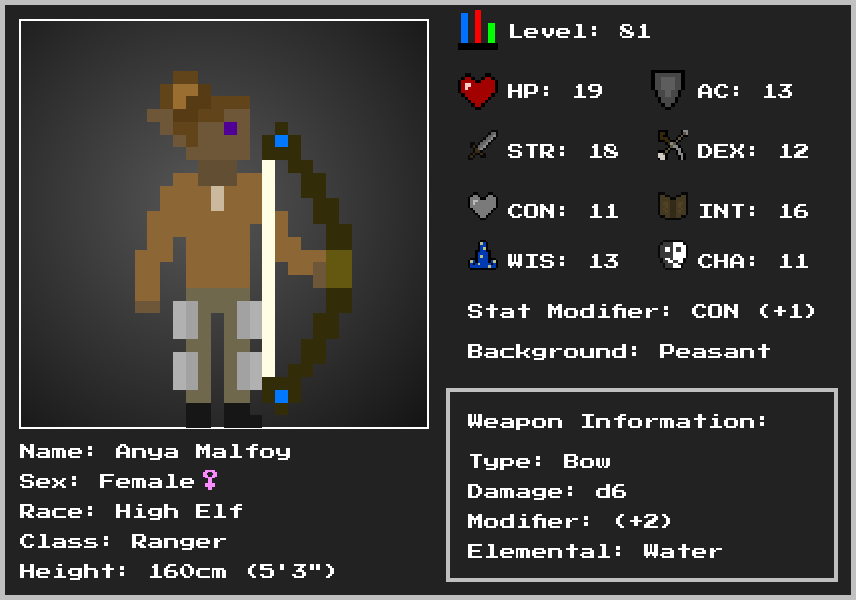 Level: 81
HP: 19 AC: 13
STR: 18 DEX: 12
CON: 11 INT: 16
WIS: 13 CHA: 11
Stat Modifier: CON (+1)
Background: Peasant
Name: Anya Malfoy
Sex: Female♀
Race: High Elf
Class: Ranger
Height: 160cm (5'3")
Weapon Information:
Type: Bow
Damage: d6
Modifier: (+2)
Elemental: Water